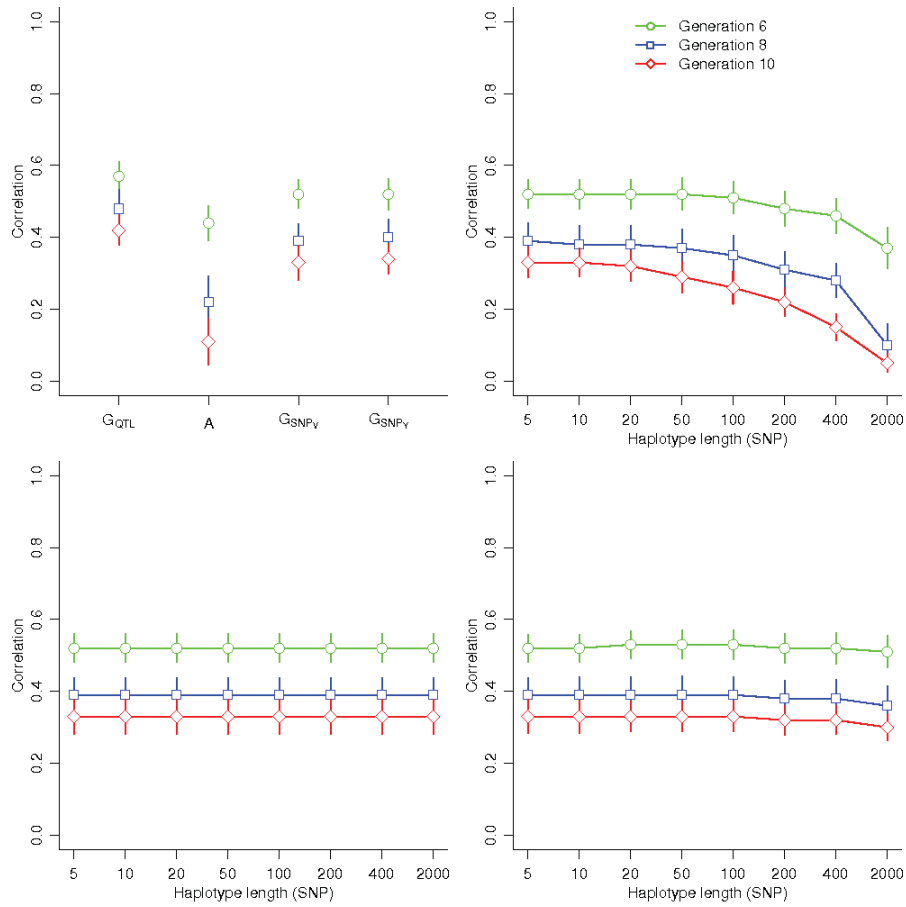 Correlation
0.0 0.2 0.4 0.6 0.8 1.0
G_QTL A G_SNP_V G_SNP_Y
Generation 6
Generation 8
Generation 10
Correlation
0.0 0.2 0.4 0.6 0.8 1.0
5 10 20 50 100 200 400 2000
Haplotype length (SNP)
Correlation
0.0 0.2 0.4 0.6 0.8 1.0
5 10 20 50 100 200 400 2000
Haplotype length (SNP)
Correlation
0.0 0.2 0.4 0.6 0.8 1.0
5 10 20 50 100 200 400 2000
Haplotype length (SNP)